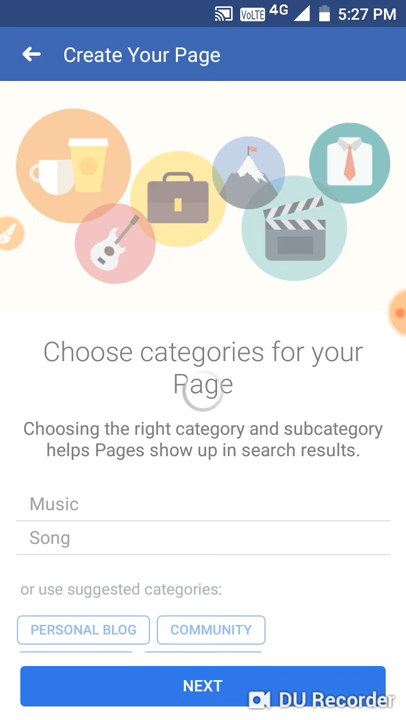 VoLTE 4G 5:27 PM
Create Your Page
Choose categories for your
Page
Choosing the right category and subcategory
helps Pages show up in search results.
Music
Song
or use suggested categories:
PERSONAL BLOG COMMUNITY
NEXT
DU Recorder